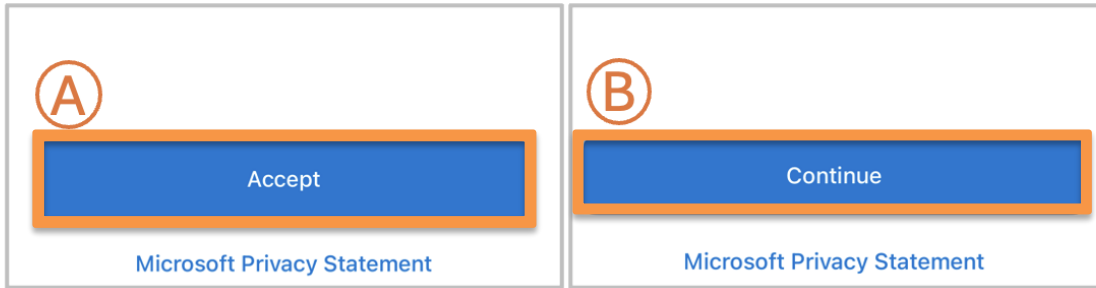 A
Accept
Microsoft Privacy Statement
B
Continue
Microsoft Privacy Statement